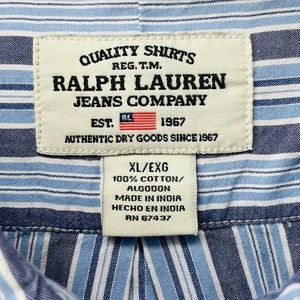 QUALITY SHIRTS
REG. T.M.
RALPH LAUREN
JEANS COMPANY
EST. R.L. 1967
AUTHENTIC DRY GOODS SINCE 1967
XL/EXG
100% COTTON/
ALGODON
MADE IN INDIA
HECHO EN INDIA
RN 67437